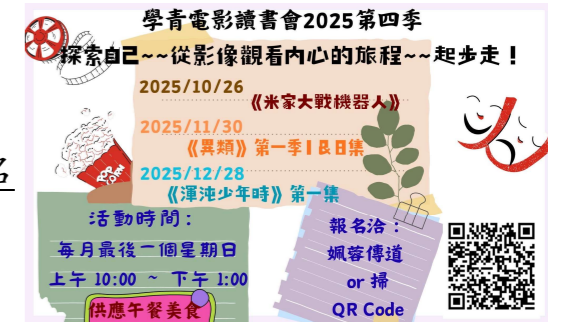 學青電影讀書會2025第四季
探索自己~~從影像觀看內心的旅程~~起步走！
2025/10/26
《米家大戰機器人》
2025/11/30
《異類》第一季1&8集
2025/12/28
《渾沌少年時》第一集
名
POP CORN
活動時間：
每月最後一個星期日
上午 10:00 ~ 下午 1:00
供應午餐美食
報名洽：
姵蓉傳道
or 掃
QR Code